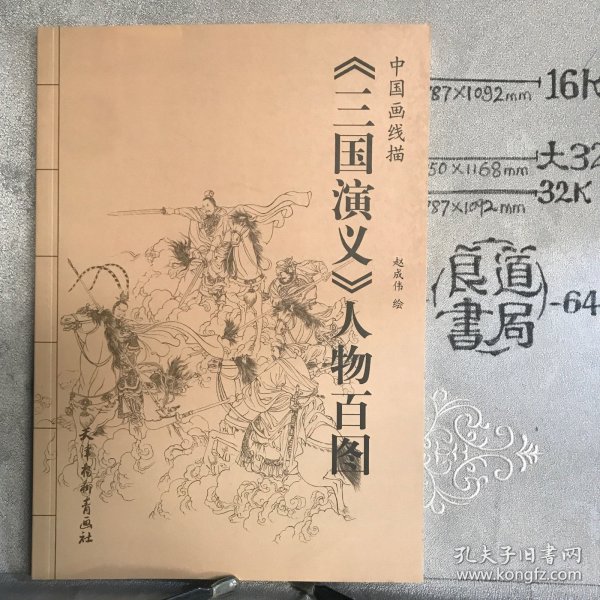 中国画线描
《三国演义》人物百图
赵成伟 绘
天津杨柳青画社
787×1092mm
16K
50×1168mm
大32
787×1092mm
32K
良道
書局
-64
孔夫子旧书网
www.kongfz.com